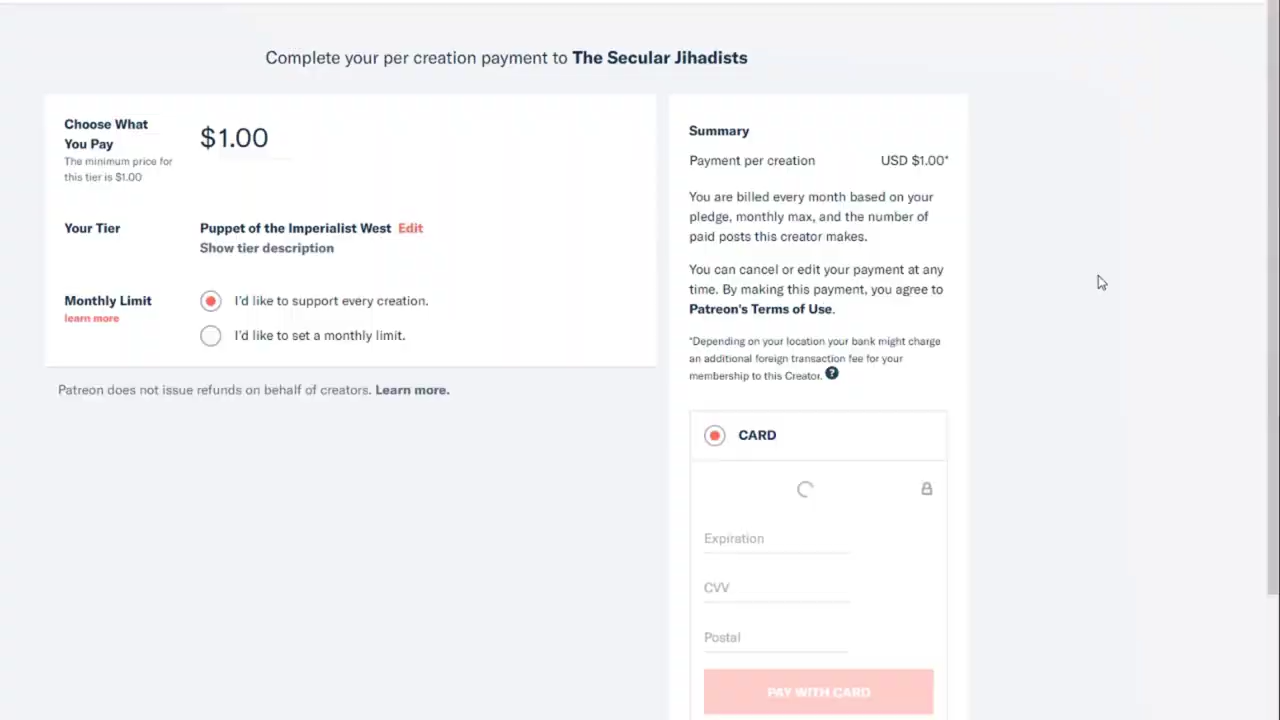 Complete your per creation payment to The Secular Jihadists
Choose What
You Pay
The minimum price for
this tier is $1.00
$1.00
Your Tier
Puppet of the Imperialist West Edit
Show tier description
Monthly Limit
learn more
I'd like to support every creation.
I'd like to set a monthly limit.
Patreon does not issue refunds on behalf of creators. Learn more.
Summary
Payment per creation USD $1.00*
You are billed every month based on your
pledge, monthly max, and the number of
paid posts this creator makes.
You can cancel or edit your payment at any
time. By making this payment, you agree to
Patreon's Terms of Use.
*Depending on your location your bank might charge
an additional foreign transaction fee for your
membership to this Creator. ?
CARD
Expiration
CVV
Postal
PAY WITH CARD